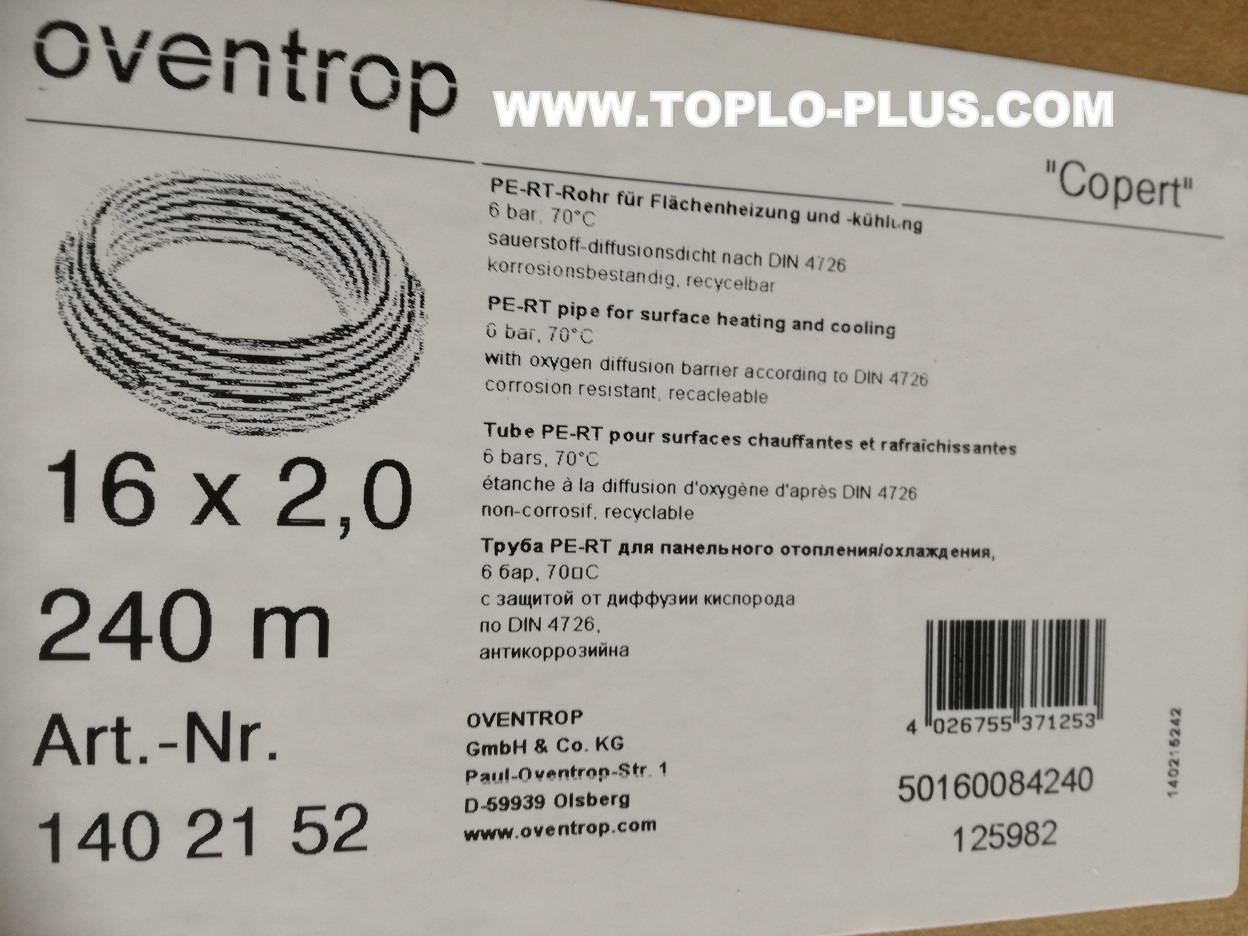 oventrop
WWW.TOPLO-PLUS.COM
"Copert"
PE-RT-Rohr für Flächenheizung und -kühlung
6 bar, 70°C
sauerstoff-diffusionsdicht nach DIN 4726
korrosionsbeständig, recycelbar
PE-RT pipe for surface heating and cooling
6 bar, 70°C
with oxygen diffusion barrier according to DIN 4726
corrosion resistant, recacleable
Tube PE-RT pour surfaces chauffantes et rafraîchissantes
6 bars, 70°C
étanche à la diffusion d'oxygène d'après DIN 4726
non-corrosif, recyclable
Труба PE-RT для панельного отопления/охлаждения,
6 бар, 70□C
с защитой от диффузии кислорода
по DIN 4726,
антикоррозийна
16 x 2,0
240 m
Art.-Nr.
140 21 52
OVENTROP
GmbH & Co. KG
Paul-Oventrop-Str. 1
D-59939 Olsberg
www.oventrop.com
4 026755 371253
50160084240
125982
140215242